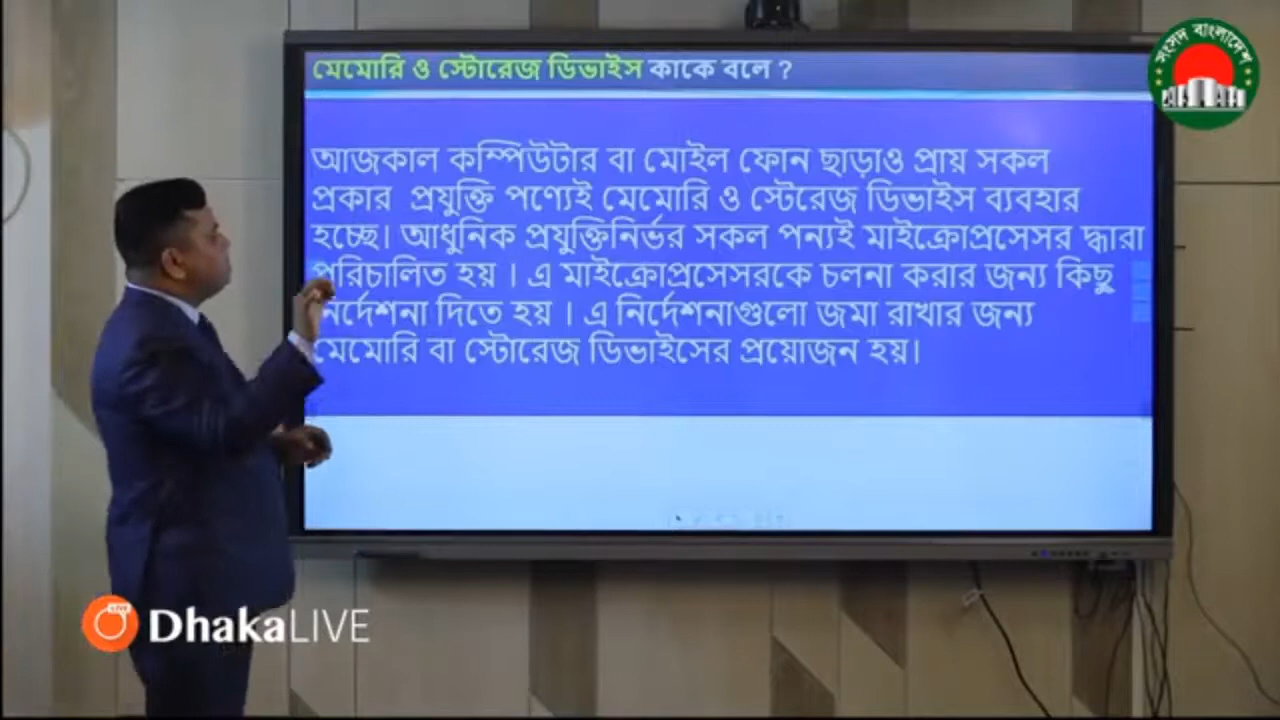 মেমোরি ও স্টোরেজ ডিভাইস কাকে বলে ?
সংসদ বাংলাদেশ
আজকাল কম্পিউটার বা মোইল ফোন ছাড়াও প্রায় সকল
প্রকার প্রযুক্তি পণ্যেই মেমোরি ও স্টেরেজ ডিভাইস ব্যবহার
হচ্ছে। আধুনিক প্রযুক্তিনির্ভর সকল পন্যই মাইক্রোপ্রসেসর দ্ধারা
পরিচালিত হয় । এ মাইক্রোপ্রসেসরকে চলনা করার জন্য কিছু
নির্দেশনা দিতে হয় । এ নির্দেশনাগুলো জমা রাখার জন্য
মেমোরি বা স্টোরেজ ডিভাইসের প্রয়োজন হয়।
LIVE
DhakaLIVE